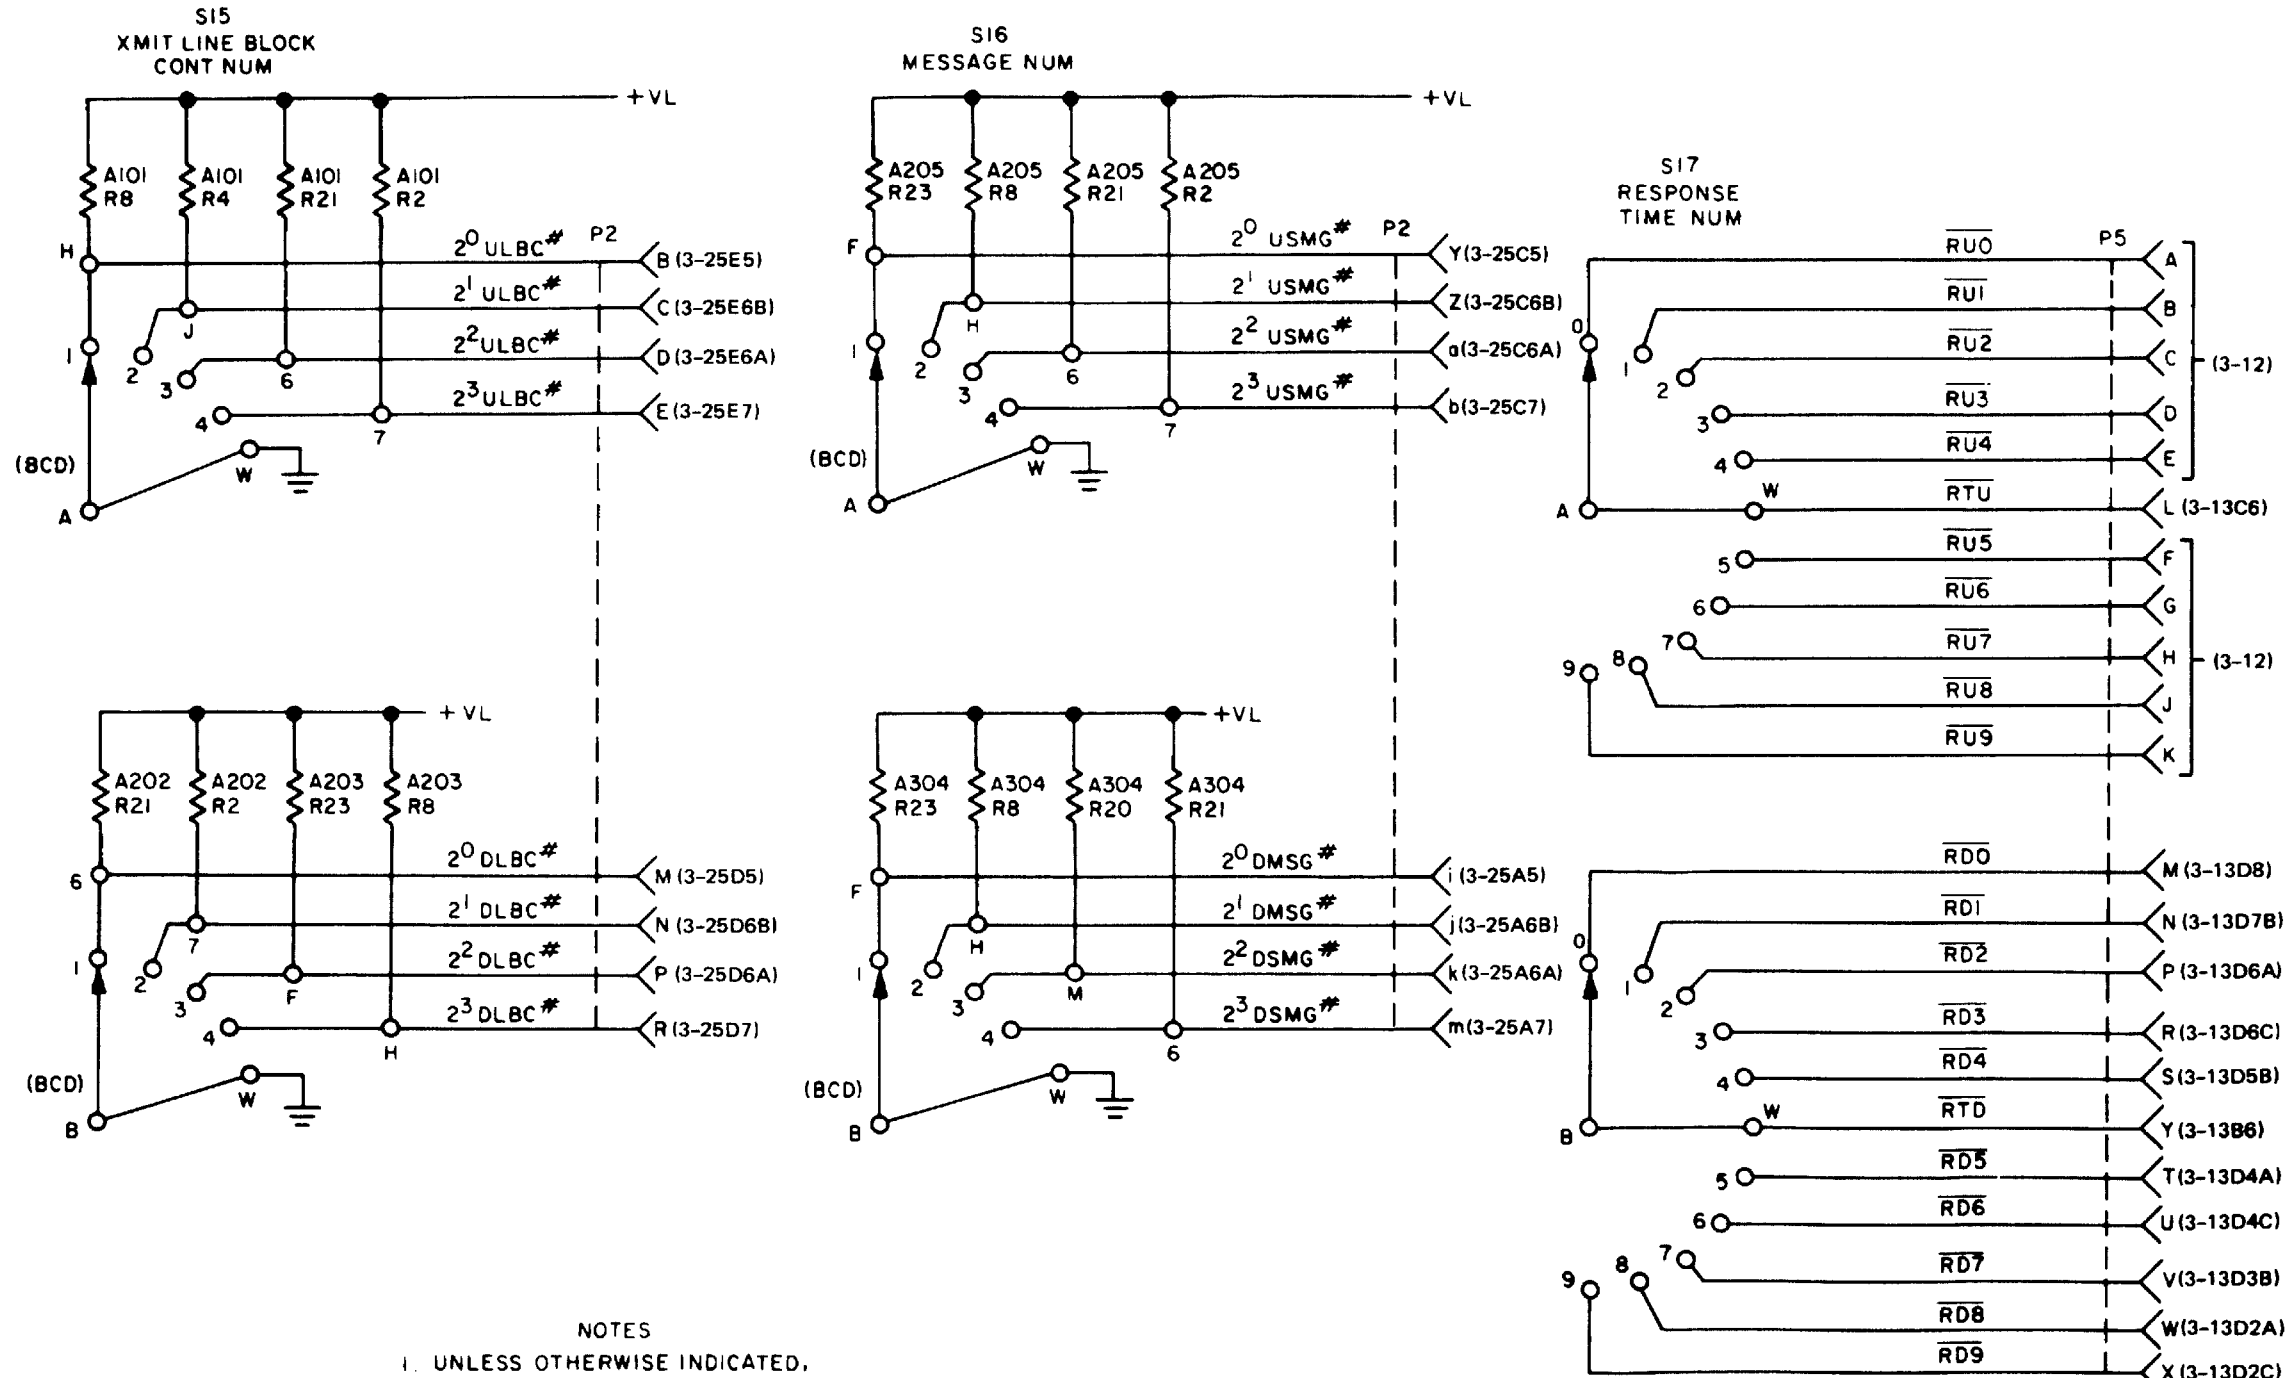 S15
XMIT LINE BLOCK
CONT NUM
+VL
A101
R8
A101
R4
A101
R21
A101
R2
H
2⁰ ULBC#
P2
B (3-25E5)
2¹ ULBC#
C (3-25E6B)
J
2² ULBC#
D (3-25E6A)
1
2
3
6
2³ ULBC#
E (3-25E7)
4
7
(BCD)
W
A
+VL
A202
R21
A202
R2
A203
R23
A203
R8
6
2⁰ DLBC#
M (3-25D5)
2¹ DLBC#
N (3-25D6B)
7
1
2
2² DLBC#
P (3-25D6A)
3
F
2³ DLBC#
R (3-25D7)
4
H
(BCD)
W
B
S16
MESSAGE NUM
+VL
A205
R23
A205
R8
A205
R21
A205
R2
F
2⁰ USMG#
P2
Y(3-25C5)
2¹ USMG#
Z(3-25C6B)
H
2² USMG#
a(3-25C6A)
1
2
3
6
2³ USMG#
b(3-25C7)
4
7
(BCD)
W
A
+VL
A304
R23
A304
R8
A304
R20
A304
R21
F
2⁰ DMSG#
i (3-25A5)
2¹ DMSG#
j(3-25A6B)
H
1
2
2² DSMG#
k(3-25A6A)
3
M
2³ DSMG#
m(3-25A7)
4
6
(BCD)
W
B
S17
RESPONSE
TIME NUM
P5
RU0
A
RU1
B
0
RU2
C
(3-12)
1
2
RU3
D
3
RU4
E
4
W
RTU
L (3-13C6)
A
RU5
F
5
RU6
G
6
RU7
H
(3-12)
7
8
9
RU8
J
RU9
K
RD0
M (3-13D8)
RD1
N (3-13D7B)
0
RD2
P(3-13D6A)
1
2
RD3
R(3-13D6C)
3
RD4
S(3-13D5B)
4
W
RTD
Y(3-13B6)
B
RD5
T(3-13D4A)
5
RD6
U(3-13D4C)
6
RD7
V(3-13D3B)
7
8
9
RD8
W(3-13D2A)
RD9
X(3-13D2C)
NOTES
1. UNLESS OTHERWISE INDICATED,